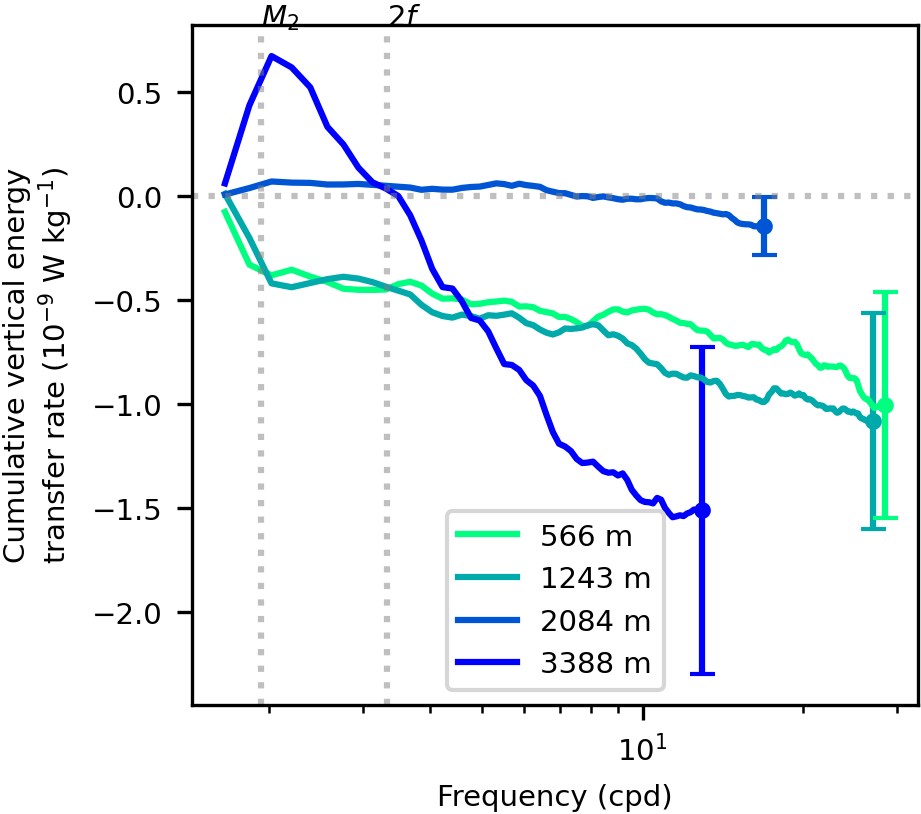 M₂ 2f
0.5
0.0
−0.5
−1.0
−1.5
−2.0
Cumulative vertical energy
transfer rate (10⁻⁹ W kg⁻¹)
566 m
1243 m
2084 m
3388 m
10¹
Frequency (cpd)